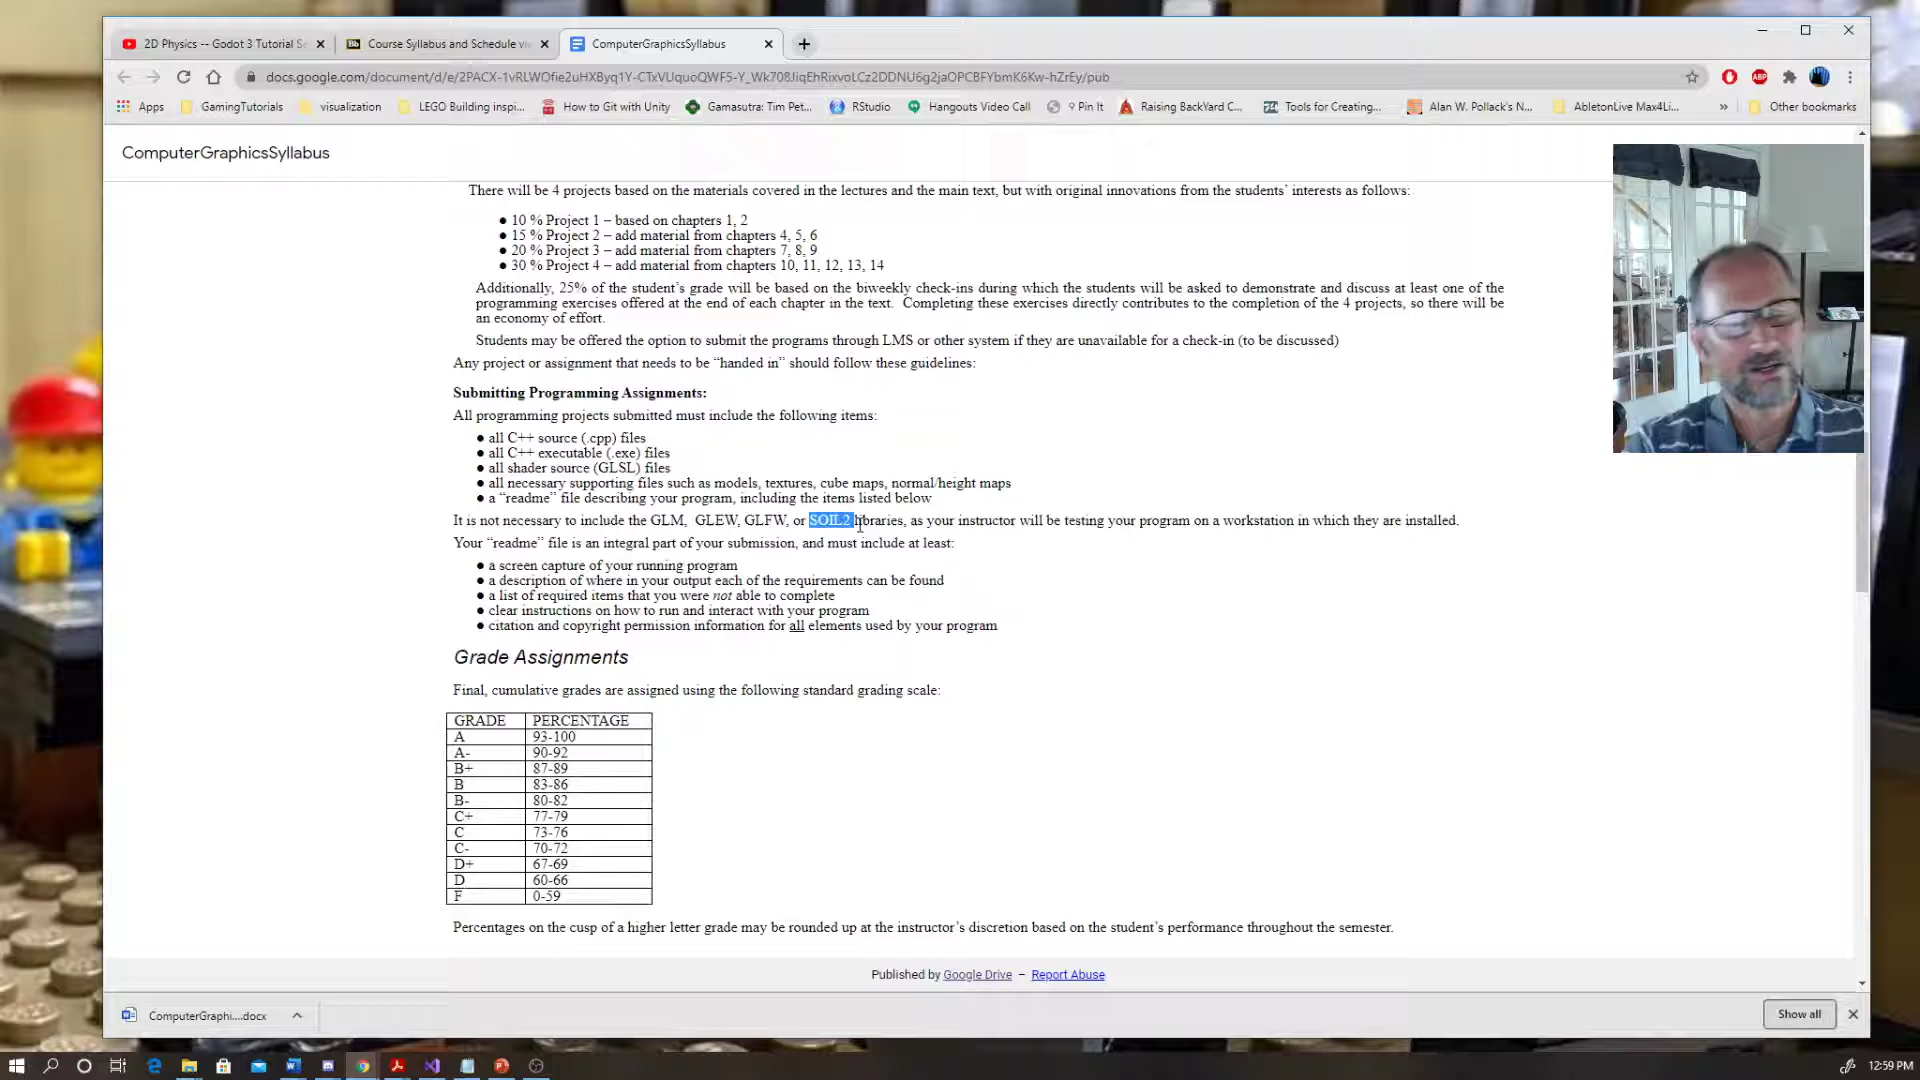 2D Physics -- Godot 3 Tutorial Se
Course Syllabus and Schedule vi
ComputerGraphicsSyllabus
docs.google.com/document/d/e/2PACX-1vRLWOfie2uHXByq1Y-CTxVUquoQWF5-Y_Wk708JiqEhRixvoLCz2DDNU6g2jaOPCBFYbmK6Kw-hZrEy/pub
Apps GamingTutorials visualization LEGO Building inspi... How to Git with Unity Gamasutra: Tim Pet... RStudio Hangouts Video Call Pin It Raising BackYard C... Tools for Creating... Alan W. Pollack's N... AbletonLive Max4Li... » Other bookmarks
ComputerGraphicsSyllabus
There will be 4 projects based on the materials covered in the lectures and the main text, but with original innovations from the students’ interests as follows:
● 10 % Project 1 – based on chapters 1, 2
● 15 % Project 2 – add material from chapters 4, 5, 6
● 20 % Project 3 – add material from chapters 7, 8, 9
● 30 % Project 4 – add material from chapters 10, 11, 12, 13, 14
Additionally, 25% of the student’s grade will be based on the biweekly check-ins during which the students will be asked to demonstrate and discuss at least one of the
programming exercises offered at the end of each chapter in the text. Completing these exercises directly contributes to the completion of the 4 projects, so there will be
an economy of effort.
Students may be offered the option to submit the programs through LMS or other system if they are unavailable for a check-in (to be discussed)
Any project or assignment that needs to be “handed in” should follow these guidelines:
Submitting Programming Assignments:
All programming projects submitted must include the following items:
● all C++ source (.cpp) files
● all C++ executable (.exe) files
● all shader source (GLSL) files
● all necessary supporting files such as models, textures, cube maps, normal/height maps
● a “readme” file describing your program, including the items listed below
It is not necessary to include the GLM, GLEW, GLFW, or SOIL2 libraries, as your instructor will be testing your program on a workstation in which they are installed.
Your “readme” file is an integral part of your submission, and must include at least:
● a screen capture of your running program
● a description of where in your output each of the requirements can be found
● a list of required items that you were not able to complete
● clear instructions on how to run and interact with your program
● citation and copyright permission information for all elements used by your program
Grade Assignments
Final, cumulative grades are assigned using the following standard grading scale:
GRADE PERCENTAGE
A 93-100
A- 90-92
B+ 87-89
B 83-86
B- 80-82
C+ 77-79
C 73-76
C- 70-72
D+ 67-69
D 60-66
F 0-59
Percentages on the cusp of a higher letter grade may be rounded up at the instructor’s discretion based on the student’s performance throughout the semester.
Published by Google Drive – Report Abuse
ComputerGraphi....docx
Show all
12:59 PM